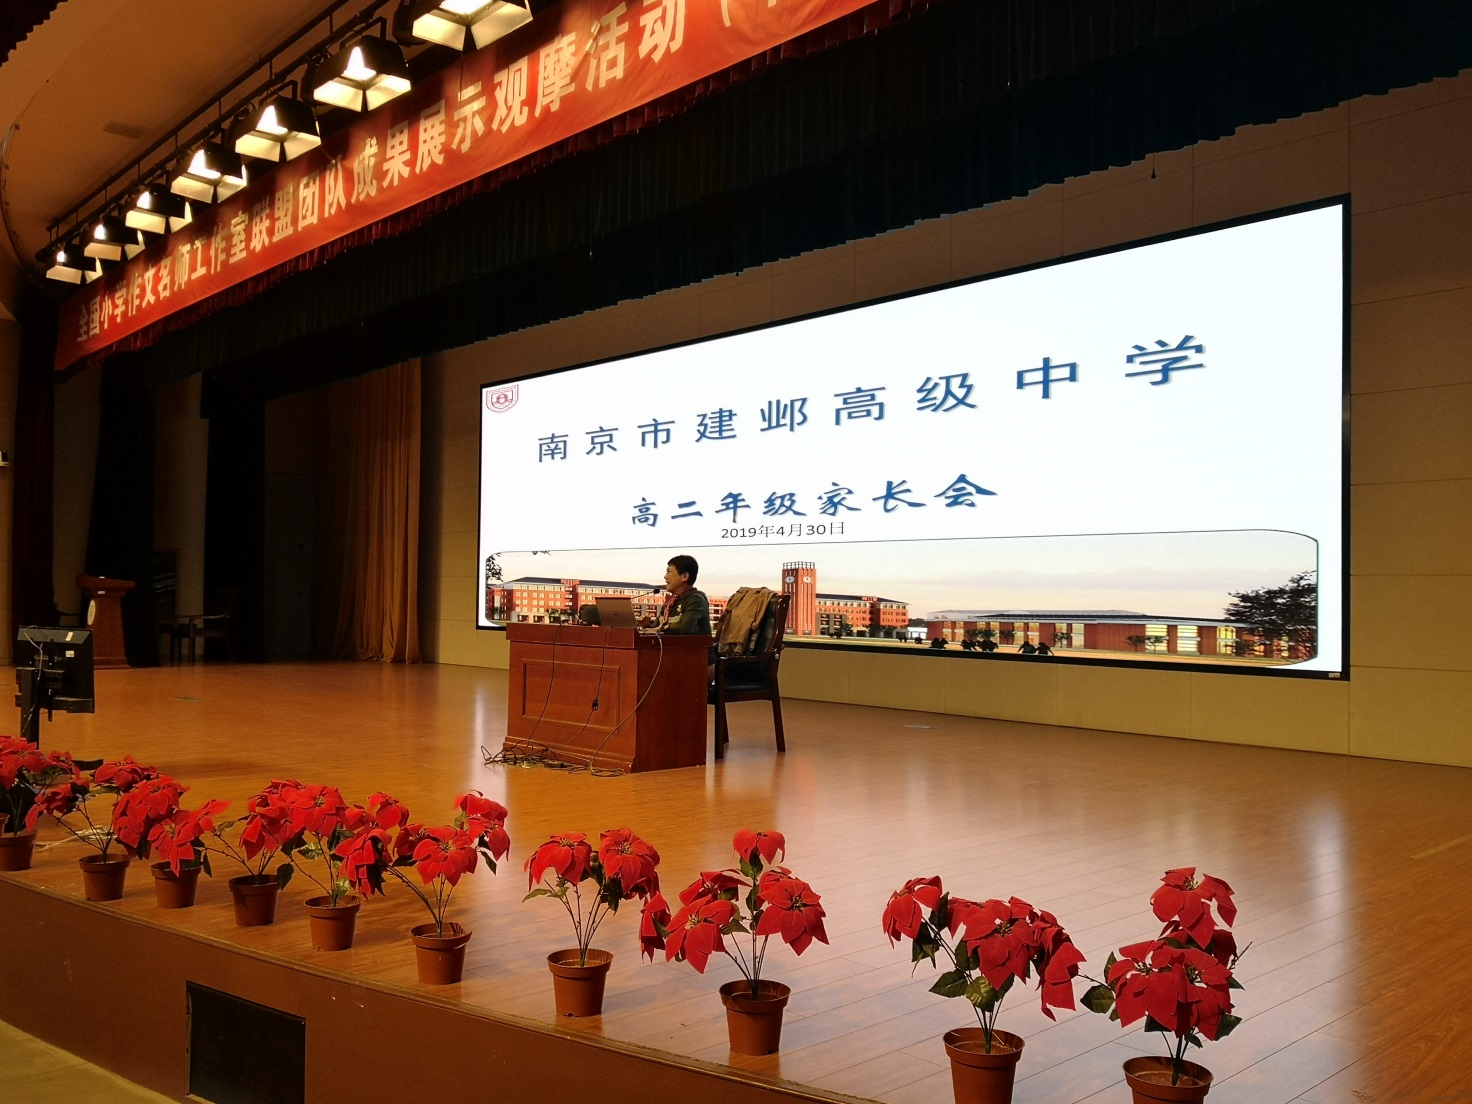 全国小学作文名师工作室联盟团队成果展示观摩活动（
南京市建邺高级中学
高二年级家长会
2019年4月30日